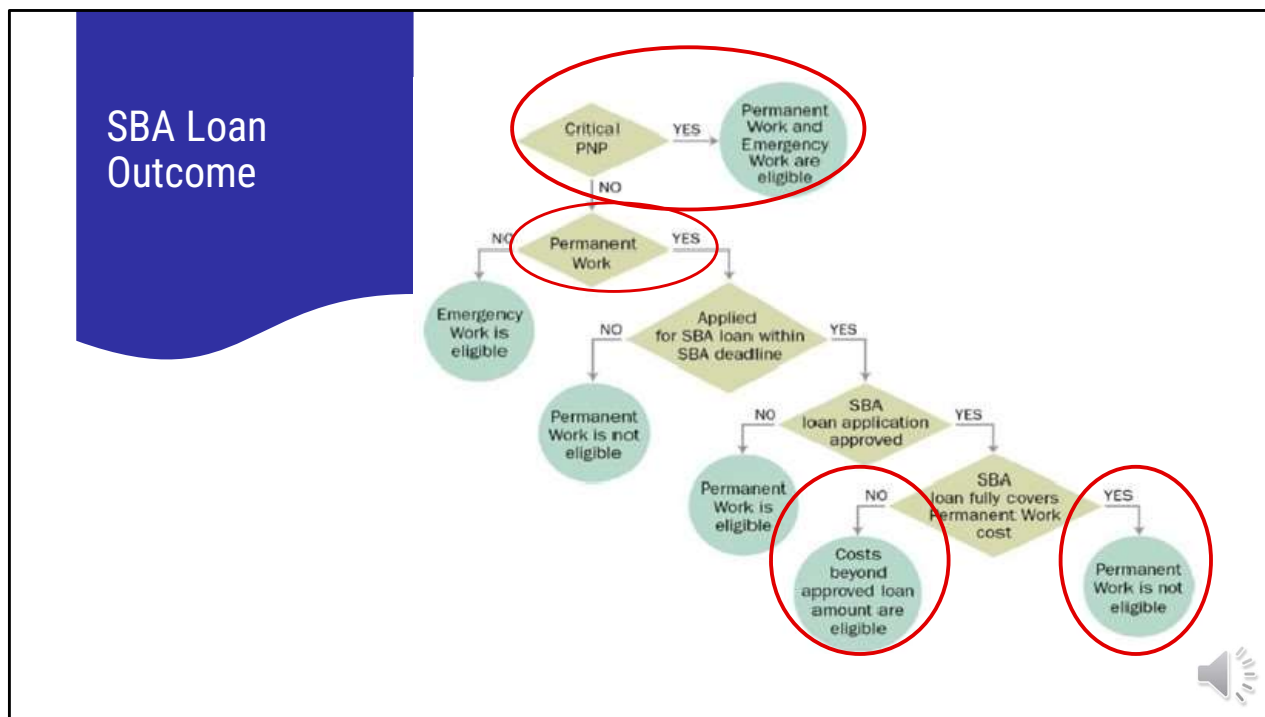 SBA Loan
Outcome
Critical
PNP
YES
Permanent
Work and
Emergency
Work are
eligible
NO
NO
Permanent
Work
YES
Emergency
Work is
eligible
NO
Applied
for SBA loan within
SBA deadline
YES
Permanent
Work is not
eligible
NO
SBA
loan application
approved
YES
Permanent
Work is
eligible
NO
SBA
loan fully covers
Permanent Work
cost
YES
Costs
beyond
approved loan
amount are
eligible
Permanent
Work is not
eligible